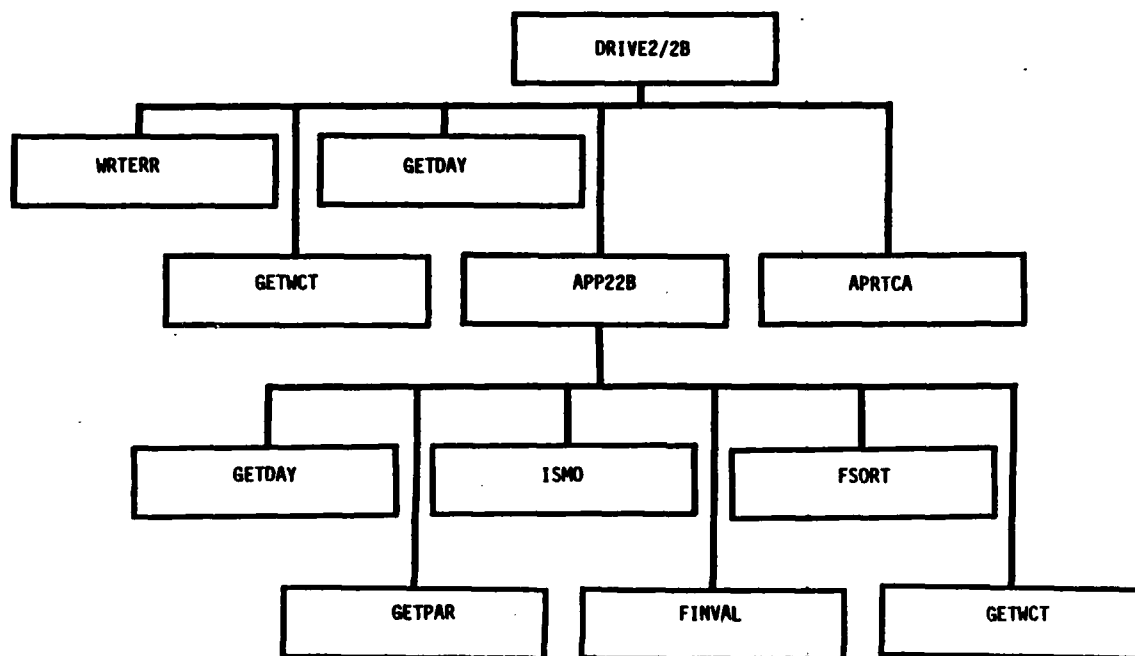 DRIVE2/2B
WRTERR
GETDAY
GETWCT
APP22B
APRTCA
GETDAY
ISMO
FSORT
GETPAR
FINVAL
GETWCT